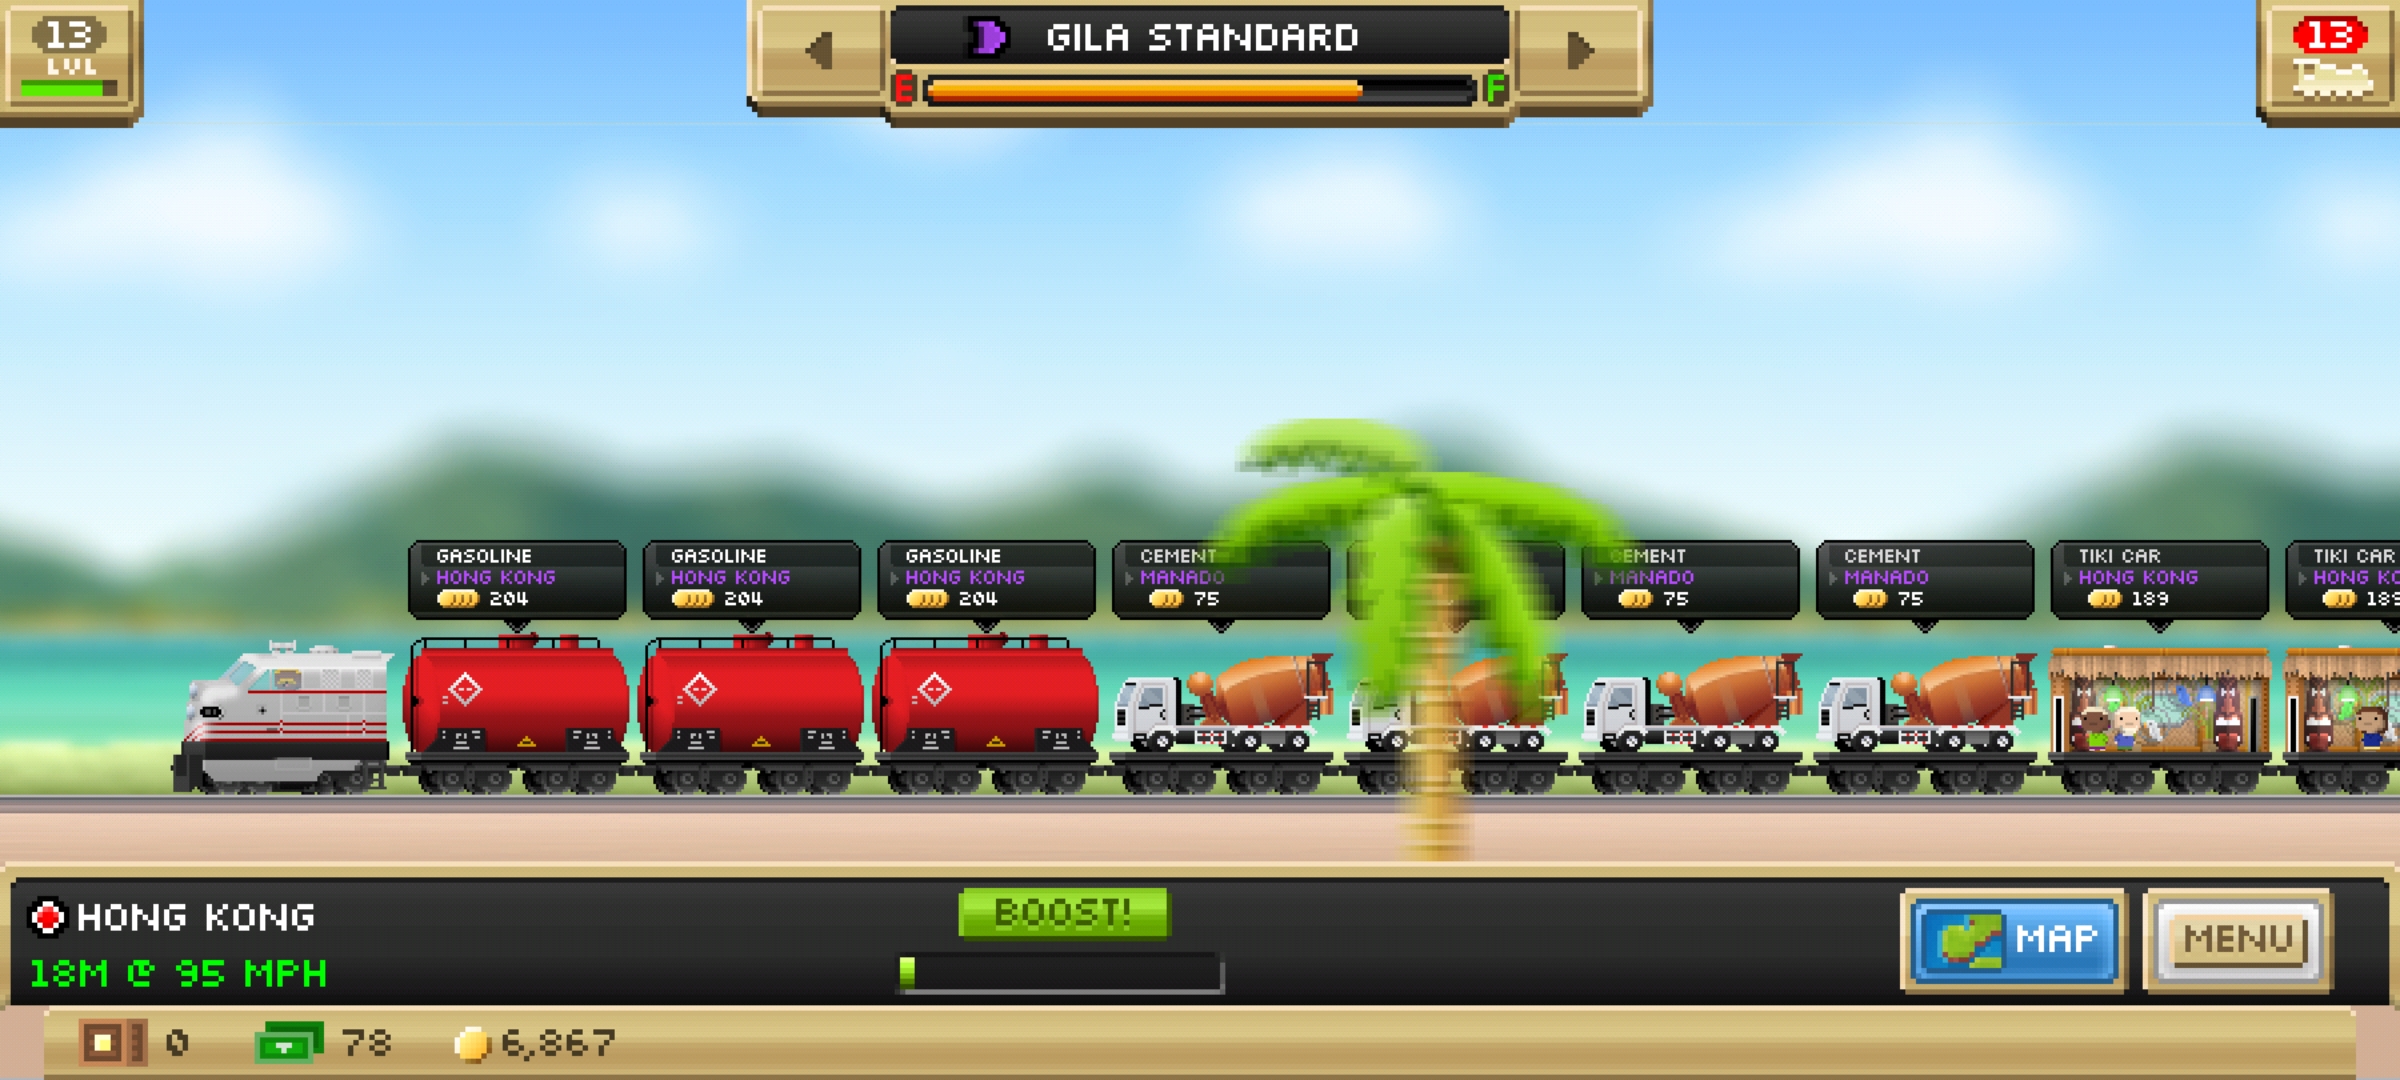 13
LVL
GILA STANDARD
E
F
13
GASOLINE
HONG KONG
204
GASOLINE
HONG KONG
204
GASOLINE
HONG KONG
204
CEMENT
MANADO
75
CEMENT
MANADO
75
CEMENT
MANADO
75
TIKI CAR
HONG KONG
189
TIKI CAR
HONG
189
HONG KONG
18M @ 95 MPH
BOOST!
MAP
MENU
0
78
6,867